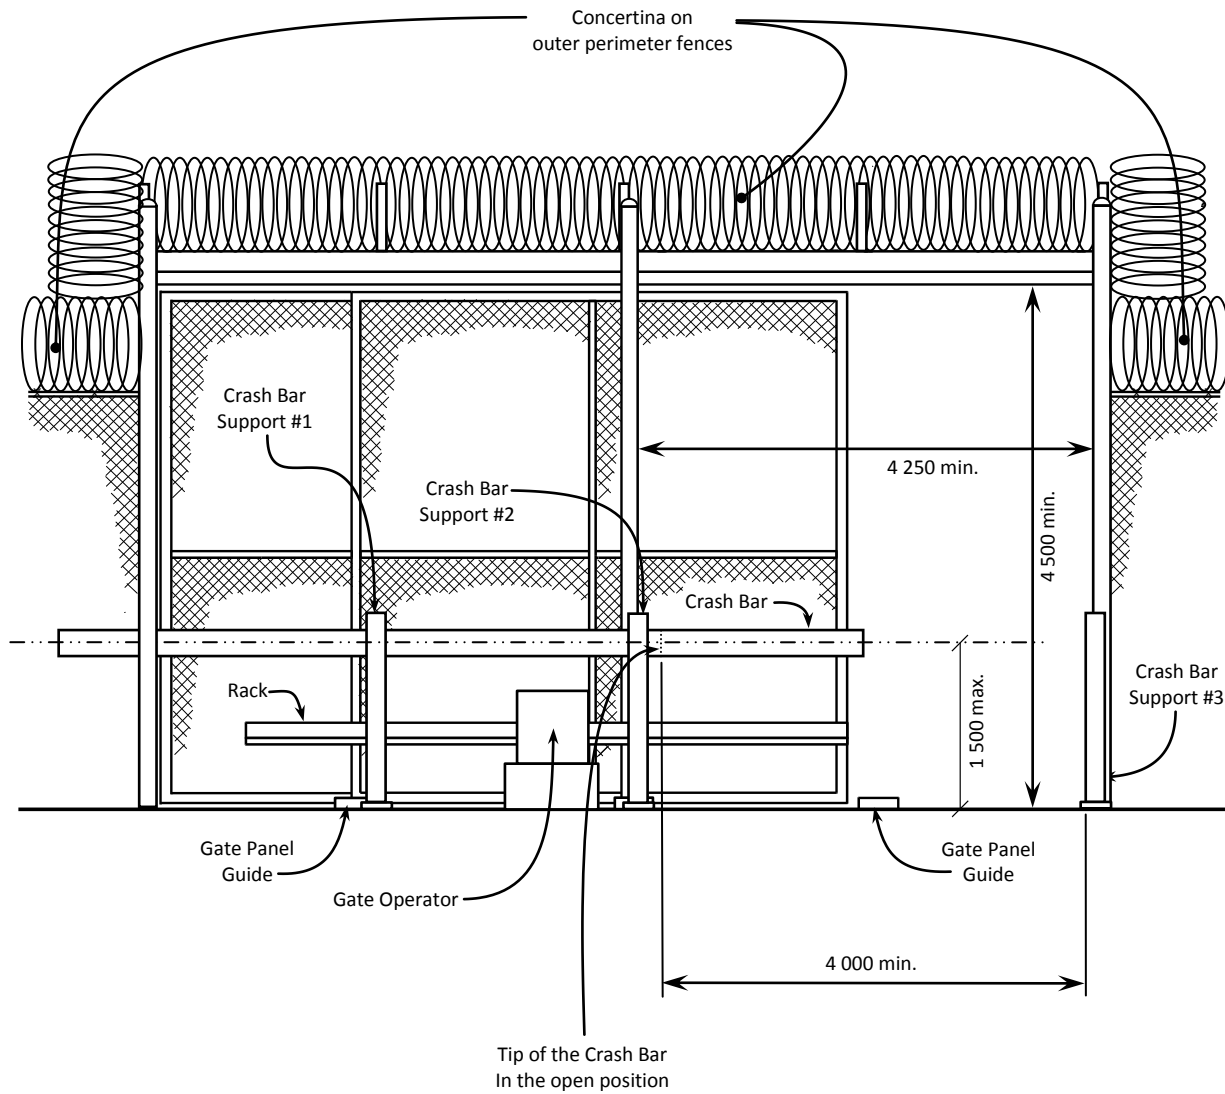 Concertina on
outer perimeter fences
Crash Bar
Support #1
4 250 min.
Crash Bar
Support #2
4 500 min.
Crash Bar
Crash Bar
Support #3
Rack
1 500 max.
Gate Panel
Guide
Gate Panel
Guide
Gate Operator
4 000 min.
Tip of the Crash Bar
In the open position